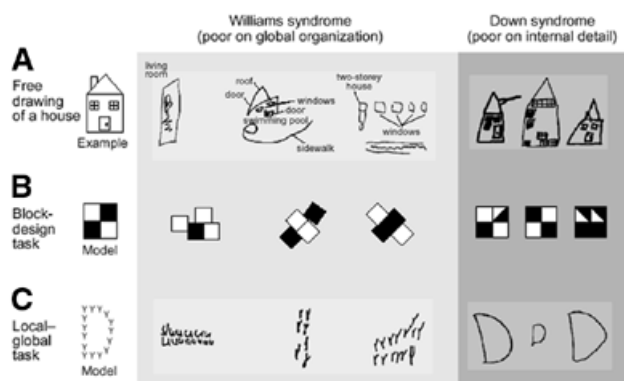 Williams syndrome
(poor on global organization)
Down syndrome
(poor on internal detail)
A
Free
drawing
of a house
Example
living
room
roof
door
windows
door
swimming pool
sidewalk
two-storey
house
windows
B
Block-
design
task
Model
C
Local–
global
task
Model